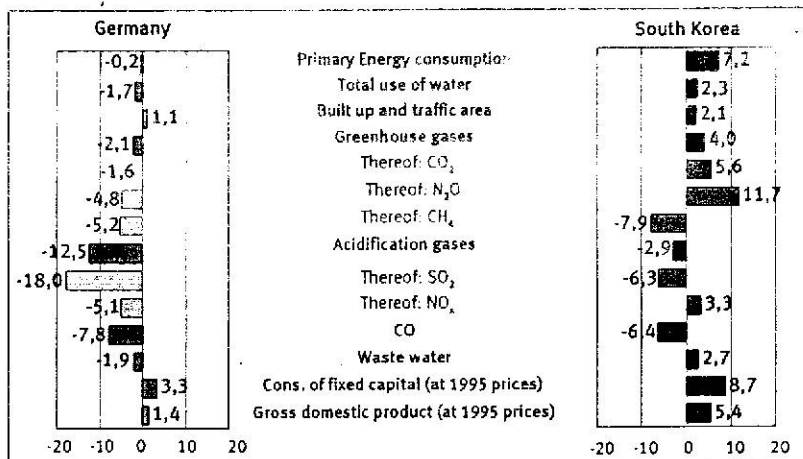 Germany South Korea
-0,2 Primary Energy consumption 7,2
-1,7 Total use of water 2,3
1,1 Built up and traffic area 2,1
-2,1 Greenhouse gases 4,0
-1,6 Thereof: CO₂ 5,6
-4,8 Thereof: N₂O 11,7
-5,2 Thereof: CH₄ -7,9
-12,5 Acidification gases -2,9
-18,0 Thereof: SO₂ -6,3
-5,1 Thereof: NOₓ 3,3
-7,8 CO -6,4
-1,9 Waste water 2,7
3,3 Cons. of fixed capital (at 1995 prices) 8,7
1,4 Gross domestic product (at 1995 prices) 5,4
-20 -10 0 10 20 -20 -10 0 10 20